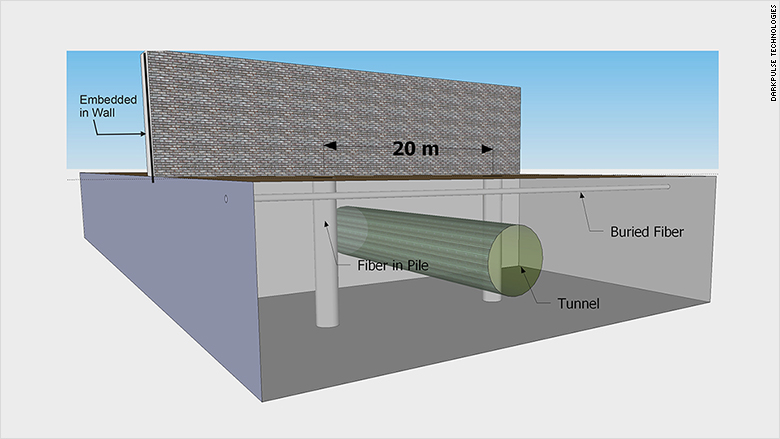 DARKPULSE TECHNOLOGIES
Embedded
in Wall
20 m
Buried Fiber
Fiber in Pile
Tunnel